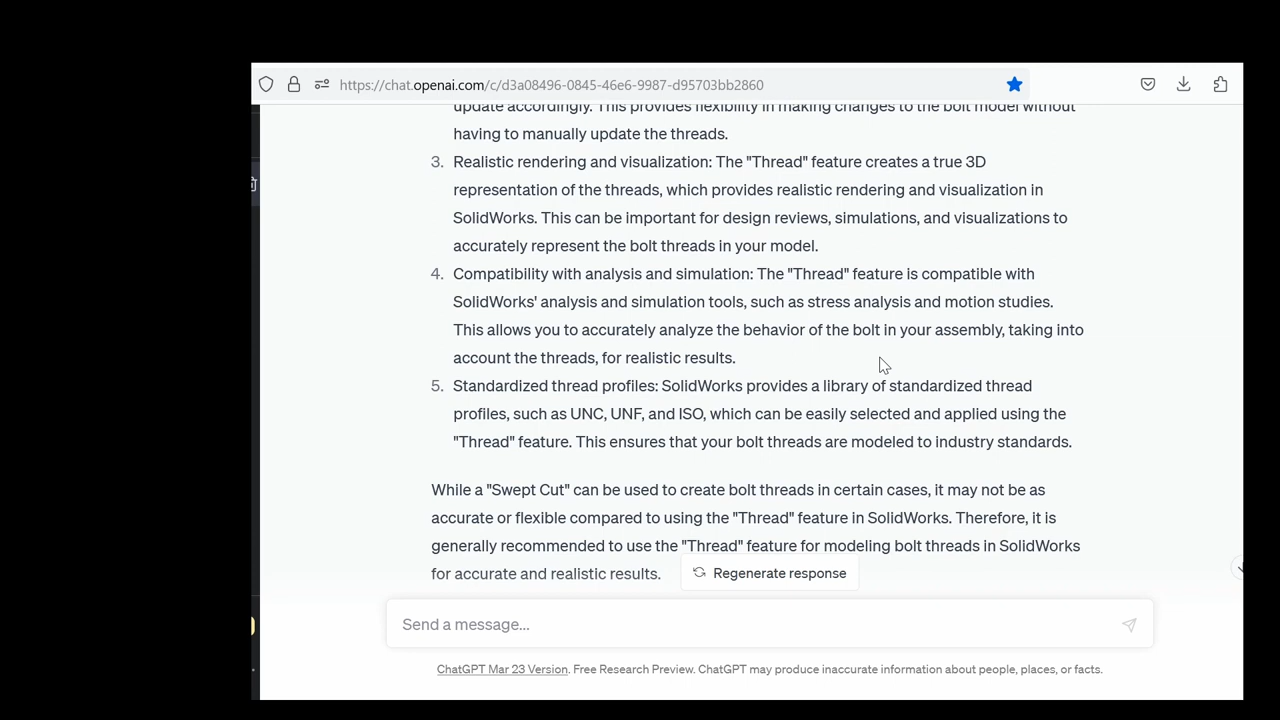 https://chat.openai.com/c/d3a08496-0845-46e6-9987-d95703bb2860
update accordingly. This provides flexibility in making changes to the bolt model without
having to manually update the threads.
3. Realistic rendering and visualization: The "Thread" feature creates a true 3D
representation of the threads, which provides realistic rendering and visualization in
SolidWorks. This can be important for design reviews, simulations, and visualizations to
accurately represent the bolt threads in your model.
4. Compatibility with analysis and simulation: The "Thread" feature is compatible with
SolidWorks' analysis and simulation tools, such as stress analysis and motion studies.
This allows you to accurately analyze the behavior of the bolt in your assembly, taking into
account the threads, for realistic results.
5. Standardized thread profiles: SolidWorks provides a library of standardized thread
profiles, such as UNC, UNF, and ISO, which can be easily selected and applied using the
"Thread" feature. This ensures that your bolt threads are modeled to industry standards.
While a "Swept Cut" can be used to create bolt threads in certain cases, it may not be as
accurate or flexible compared to using the "Thread" feature in SolidWorks. Therefore, it is
generally recommended to use the "Thread" feature for modeling bolt threads in SolidWorks
for accurate and realistic results.
Regenerate response
Send a message...
ChatGPT Mar 23 Version. Free Research Preview. ChatGPT may produce inaccurate information about people, places, or facts.